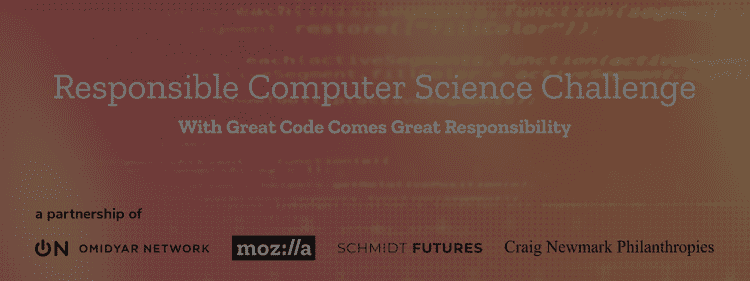 Responsible Computer Science Challenge
With Great Code Comes Great Responsibility
a partnership of
ON OMIDYAR NETWORK moz://a SCHMIDT FUTURES Craig Newmark Philanthropies